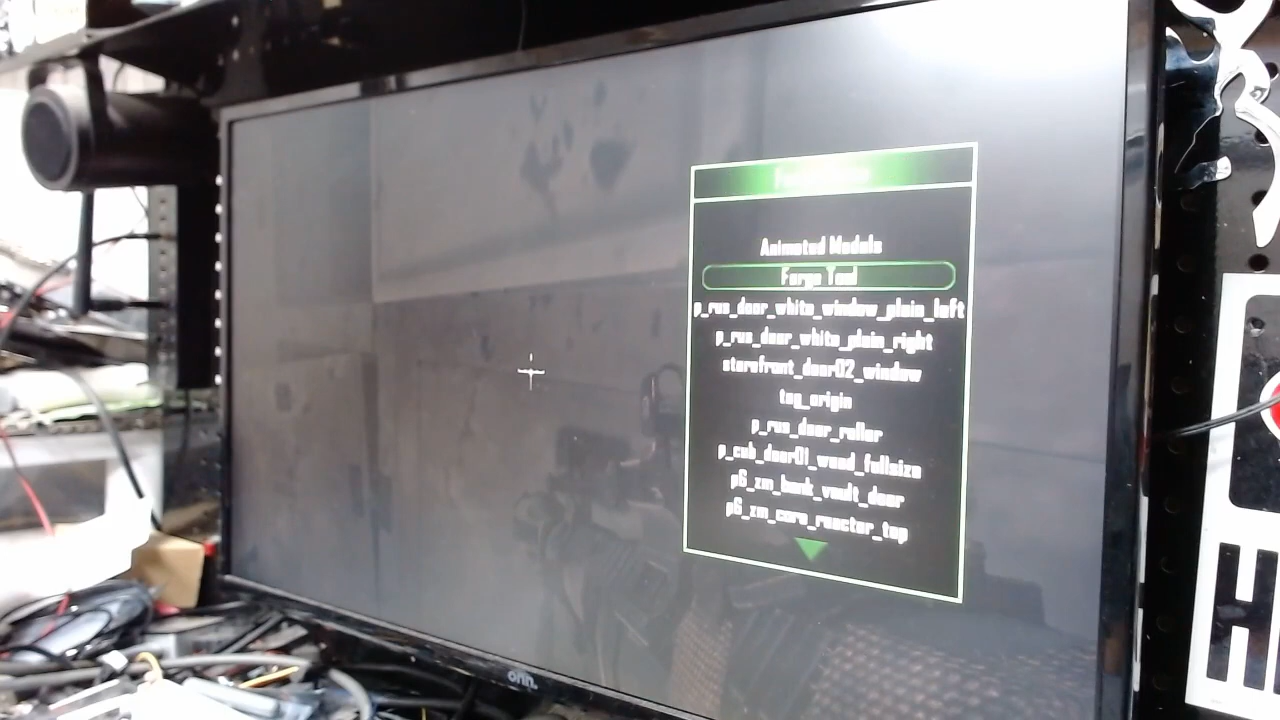 Animated Models
Forge Tool
p_rus_door_white_window_plain_left
p_rus_door_white_plain_right
storefront_door02_window
tag_origin
p_rus_door_roller
p_cub_door01_wood_fullsize
p6_zm_bank_vault_door
p6_zm_core_reactor_top
onn.